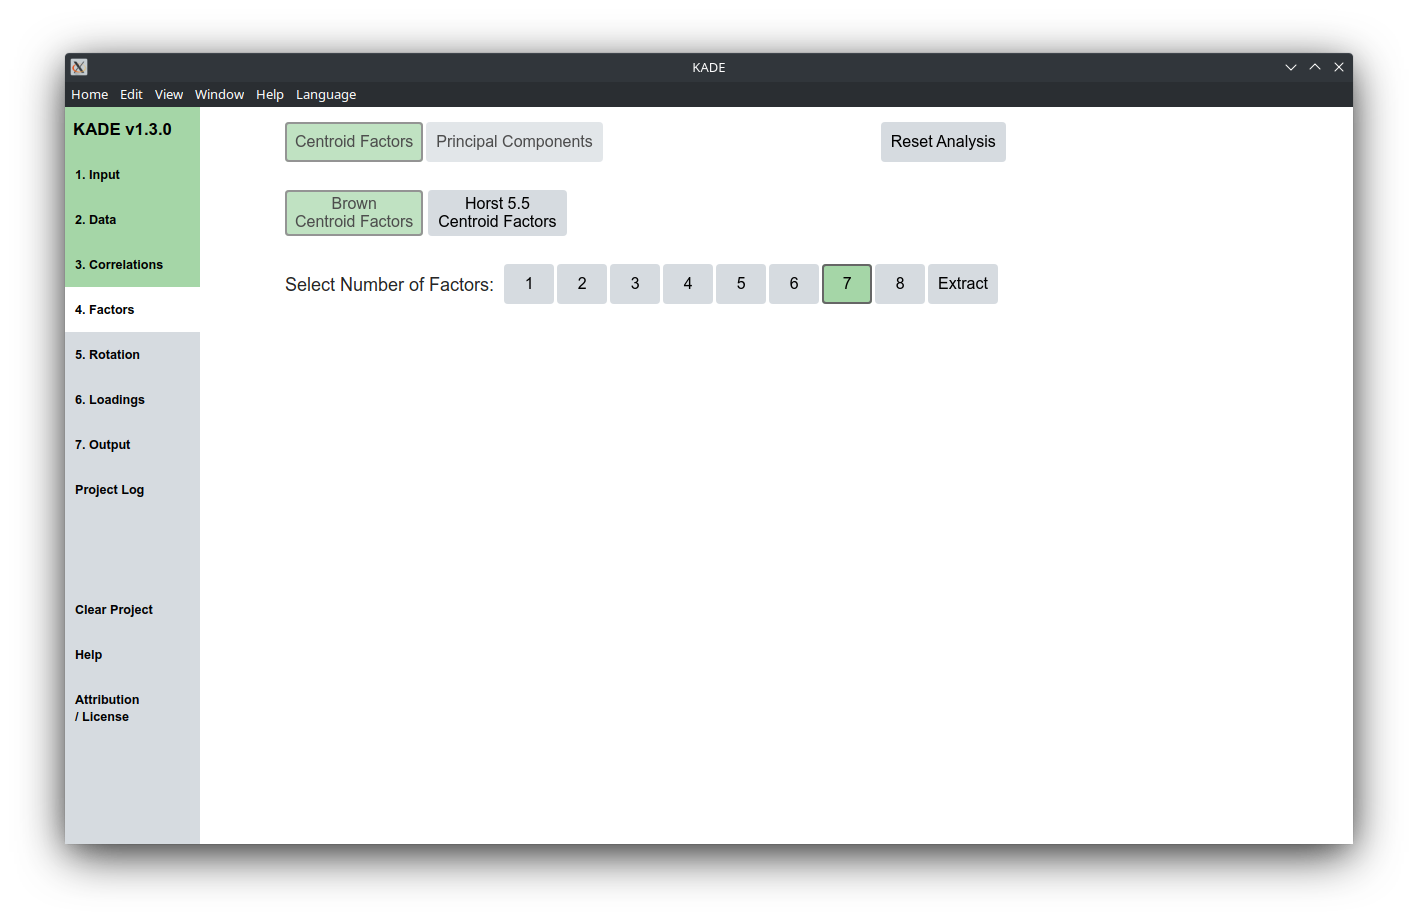 KADE
Home Edit View Window Help Language
KADE v1.3.0
1. Input
2. Data
3. Correlations
4. Factors
5. Rotation
6. Loadings
7. Output
Project Log
Clear Project
Help
Attribution
/ License
Centroid Factors Principal Components Reset Analysis
Brown
Centroid Factors
Horst 5.5
Centroid Factors
Select Number of Factors: 1 2 3 4 5 6 7 8 Extract